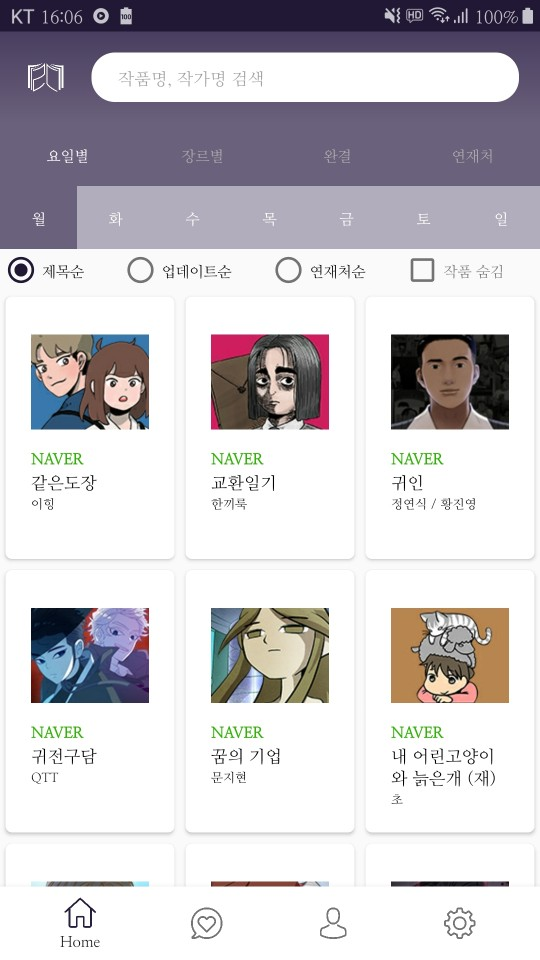 KT 16:06 100 HD 100%
작품명, 작가명 검색
요일별 장르별 완결 연재처
월 화 수 목 금 토 일
제목순 업데이트순 연재처순 작품 숨김
NAVER
같은도장
이힝
NAVER
교환일기
한끼룩
NAVER
귀인
정연식 / 황진영
NAVER
귀전구담
QTT
NAVER
꿈의 기업
문지현
NAVER
내 어린고양이
와 늙은개 (재)
초
Home